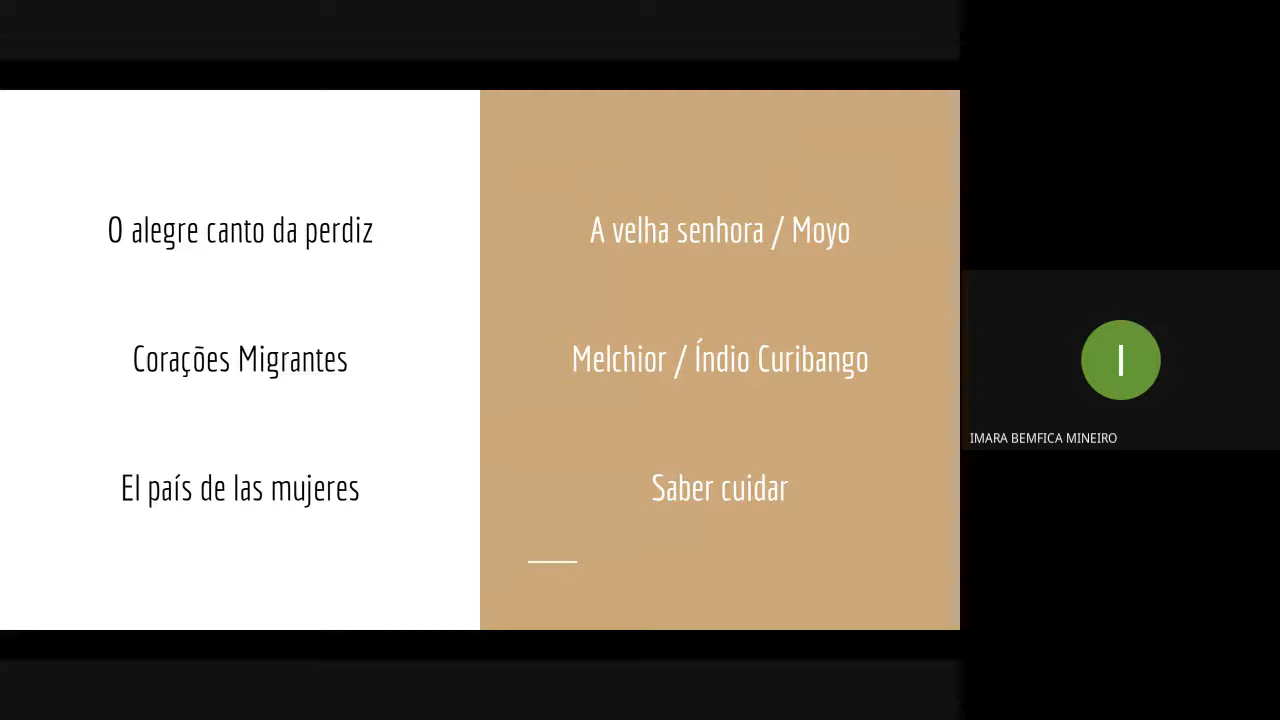 O alegre canto da perdiz
A velha senhora / Moyo
Corações Migrantes
Melchior / Índio Curibango
El país de las mujeres
Saber cuidar
I
IMARA BEMFICA MINEIRO